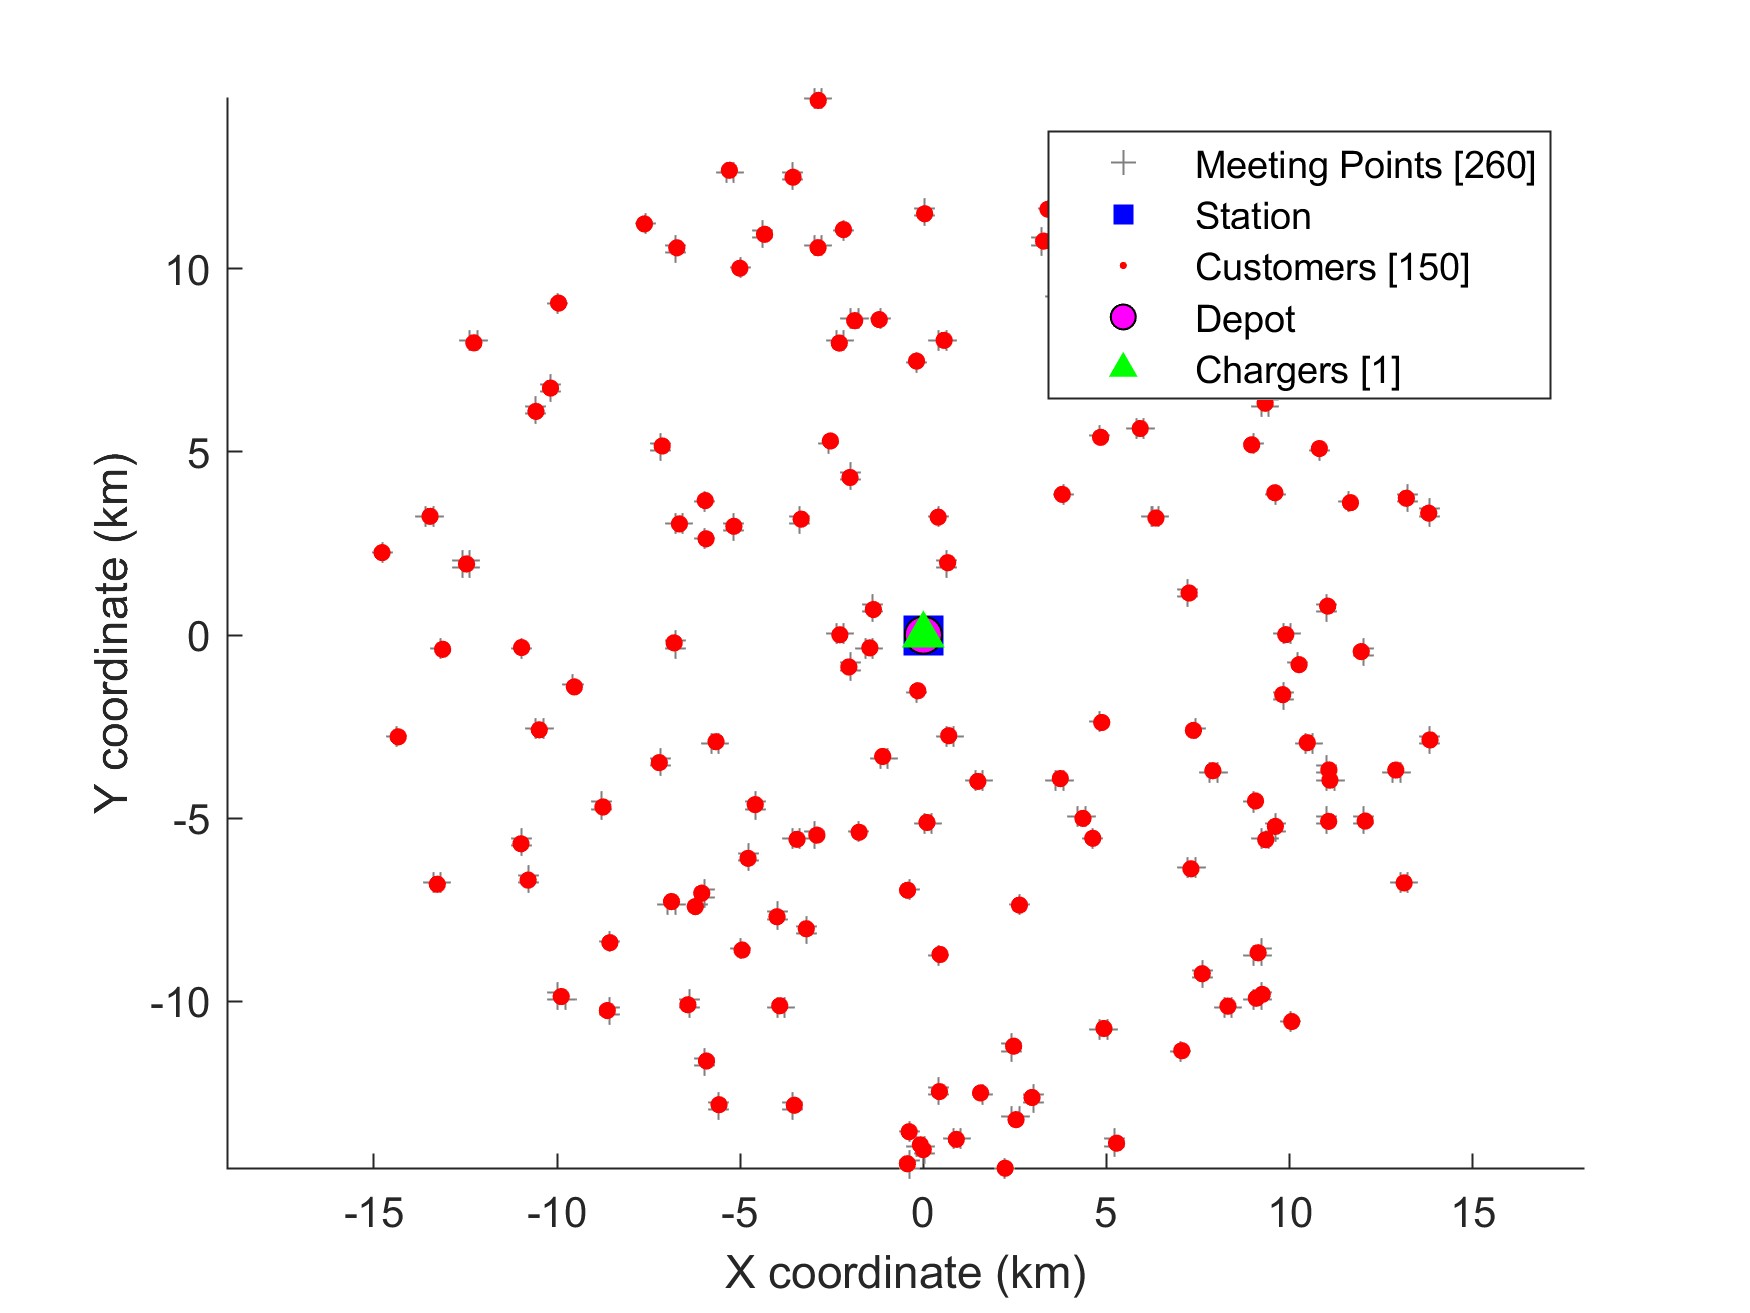 Meeting Points [260]
Station
Customers [150]
Depot
Chargers [1]
10
5
0
-5
-10
Y coordinate (km)
-15 -10 -5 0 5 10 15
X coordinate (km)